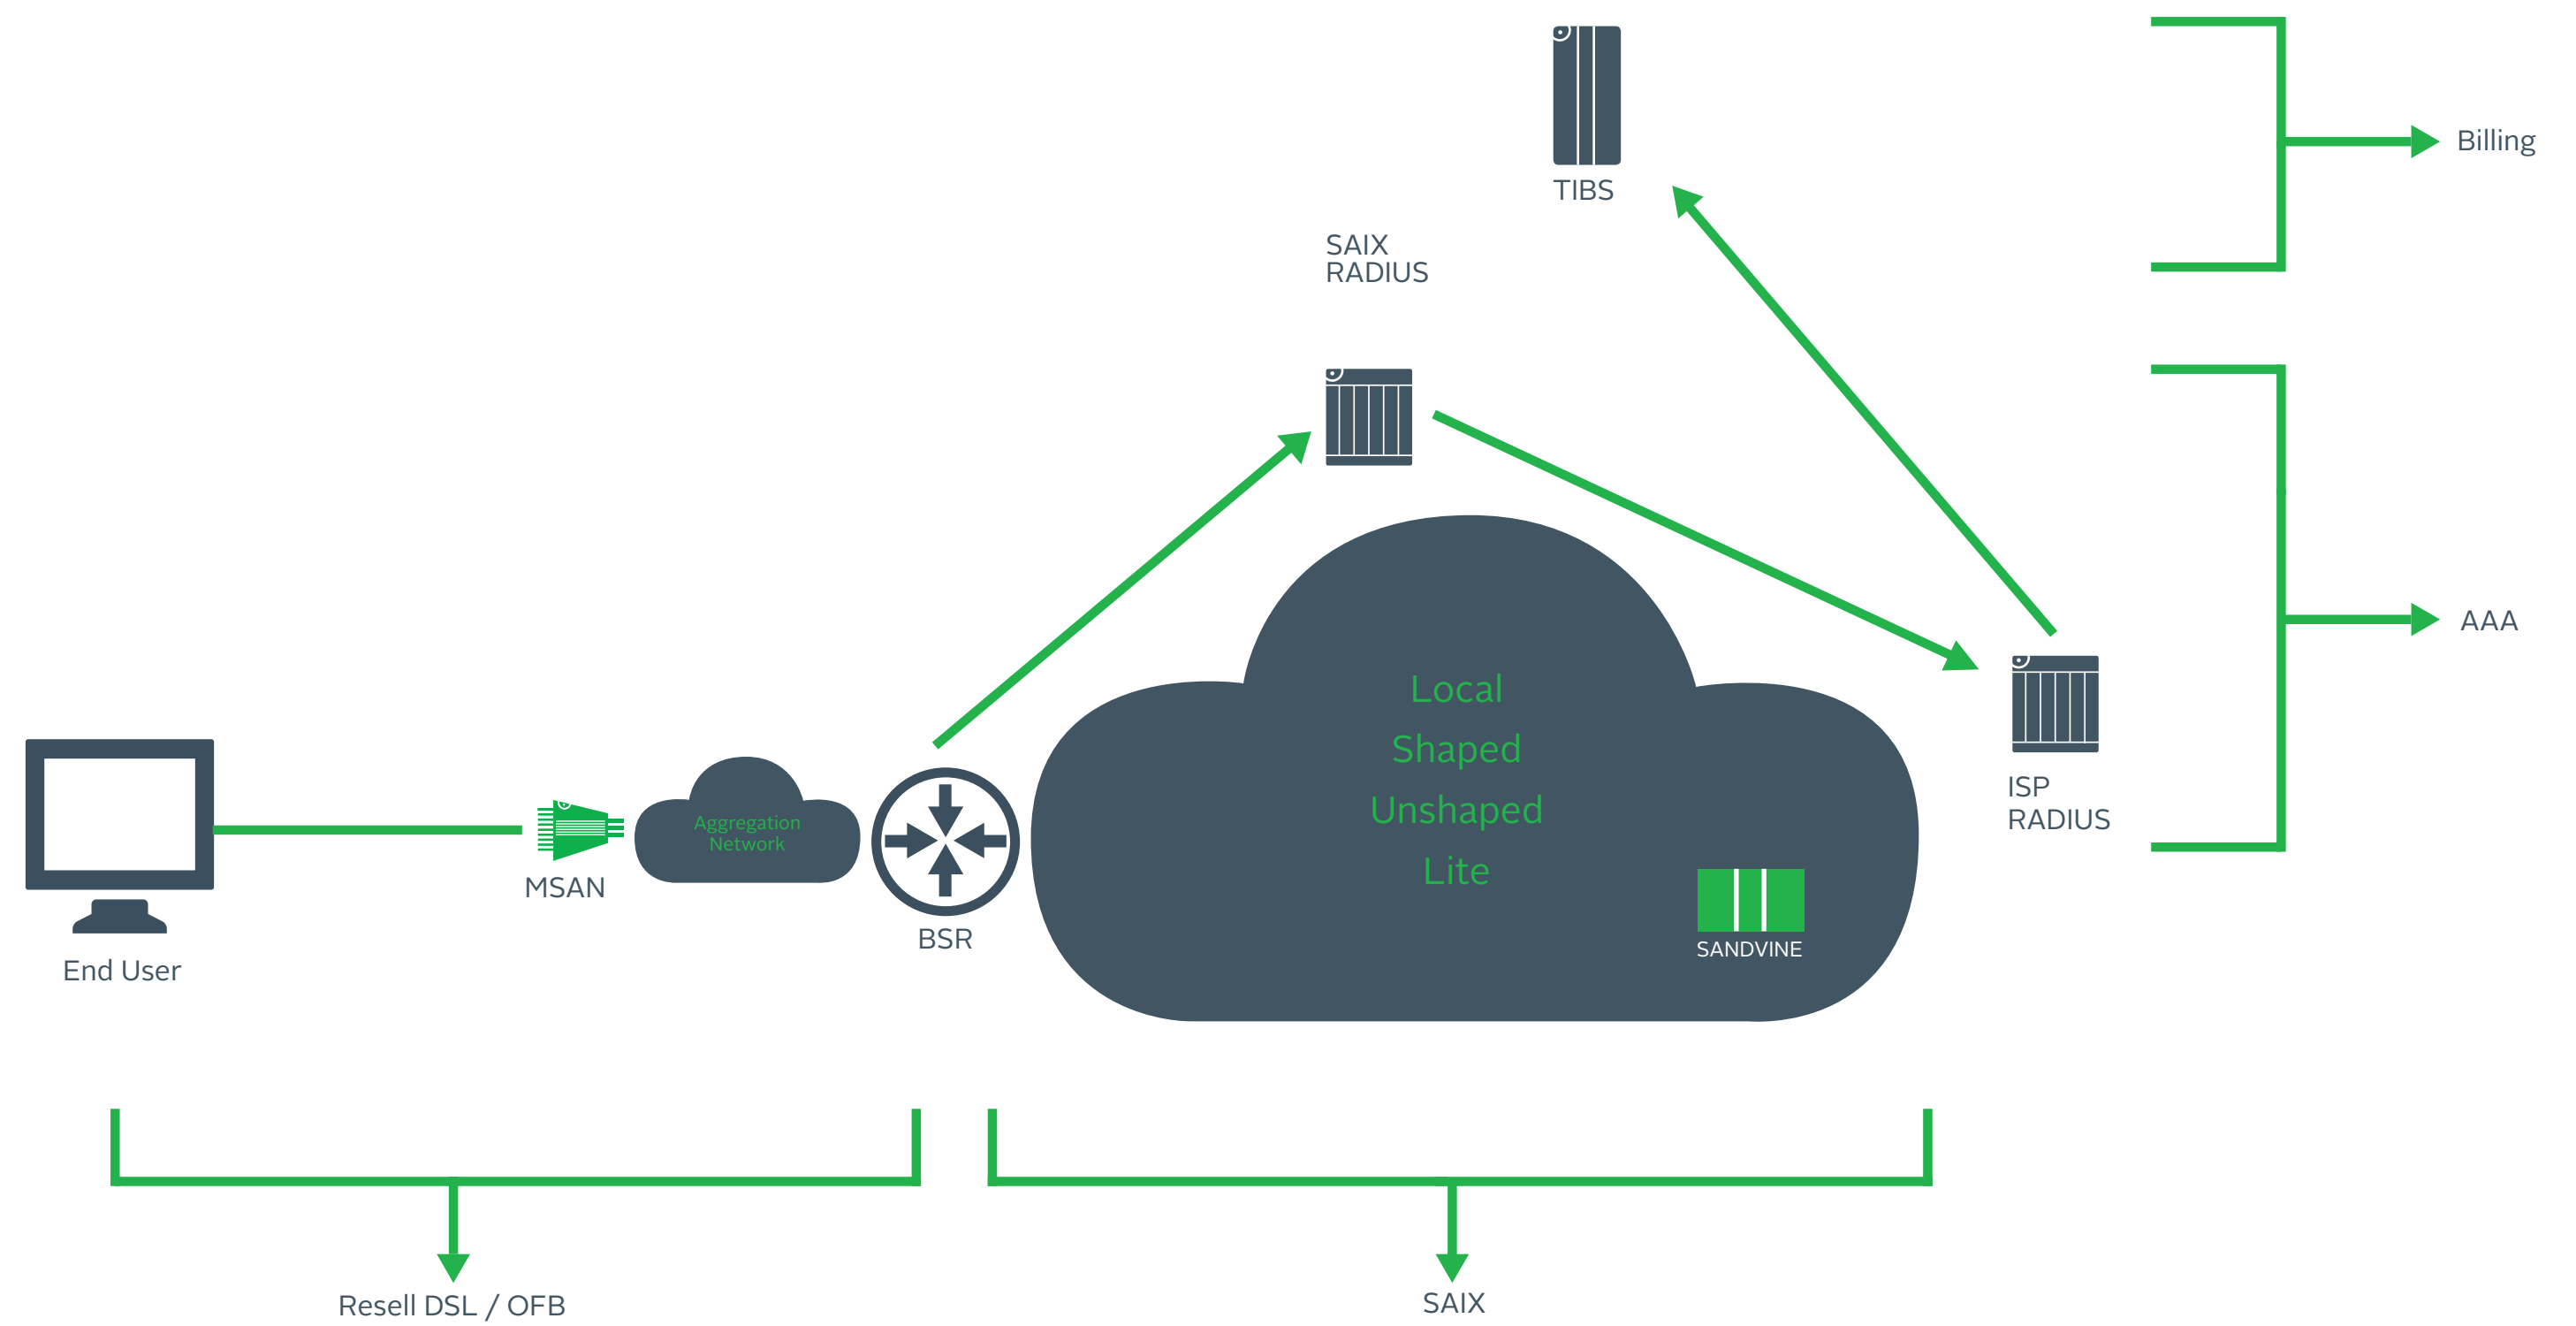 Billing
TIBS
SAIX
RADIUS
AAA
Local
Shaped
Unshaped
Lite
ISP
RADIUS
Aggregation
Network
MSAN
BSR
SANDVINE
End User
Resell DSL / OFB
SAIX